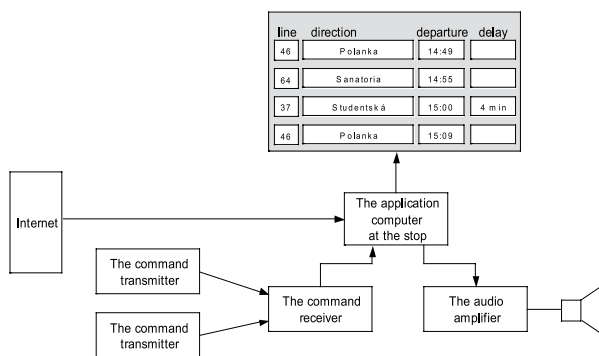 line direction departure delay
46 Polanka 14:49
64 Sanatoria 14:55
37 Studentská 15:00 4 min
46 Polanka 15:09
Internet
The application
computer
at the stop
The command
transmitter
The command
receiver
The audio
amplifier
The command
transmitter